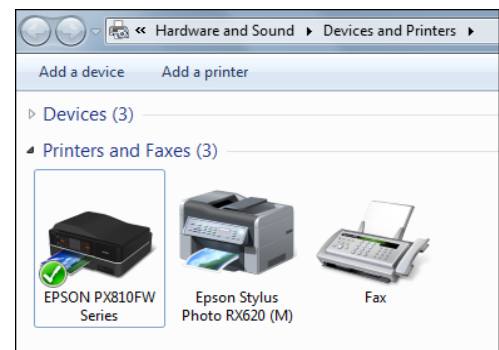 « Hardware and Sound ▸ Devices and Printers ▸
Add a device Add a printer
Devices (3)
Printers and Faxes (3)
EPSON PX810FW
Series
Epson Stylus
Photo RX620 (M)
Fax